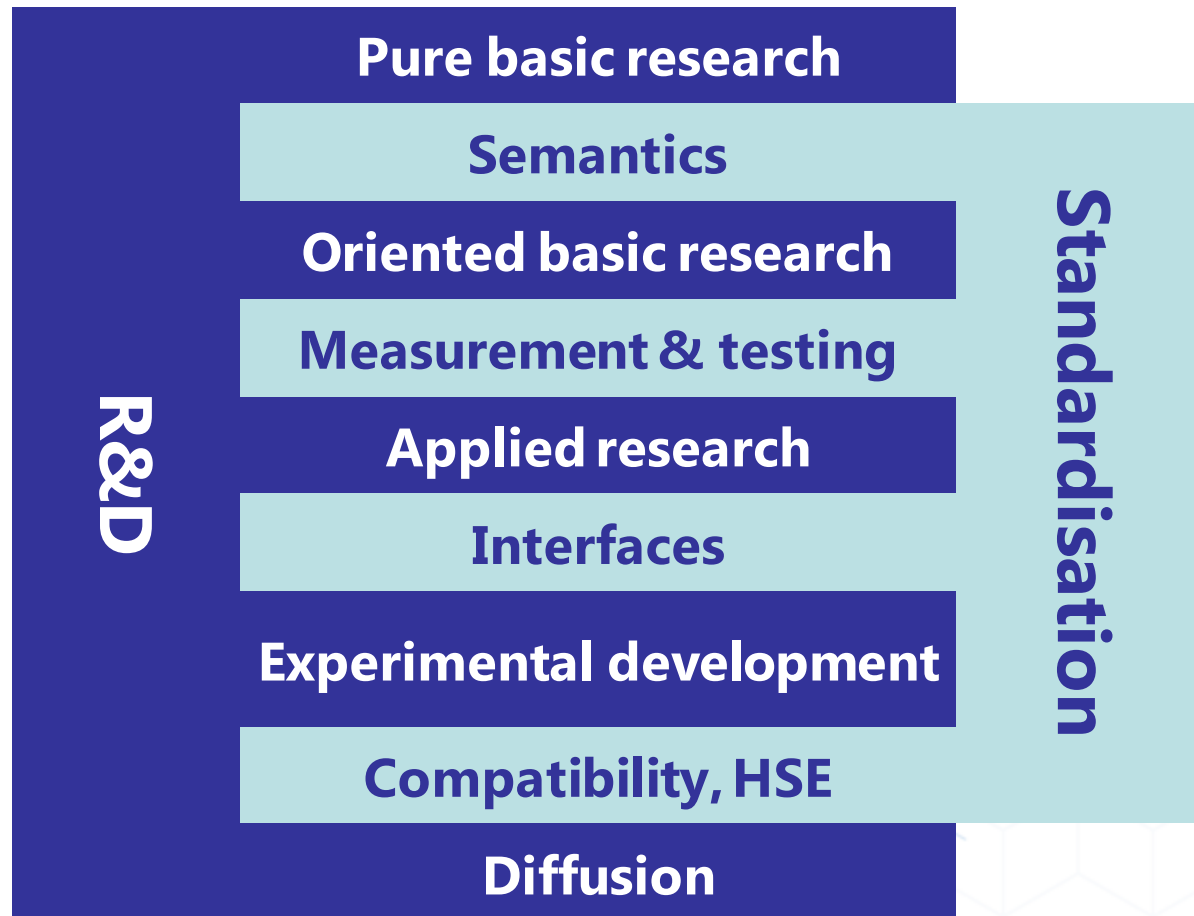 Pure basic research
Semantics
Oriented basic research
Measurement & testing
Applied research
Interfaces
Experimental development
Compatibility, HSE
Diffusion
R&D
Standardisation